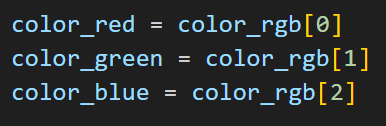 color_red = color_rgb[0]
color_green = color_rgb[1]
color_blue = color_rgb[2]